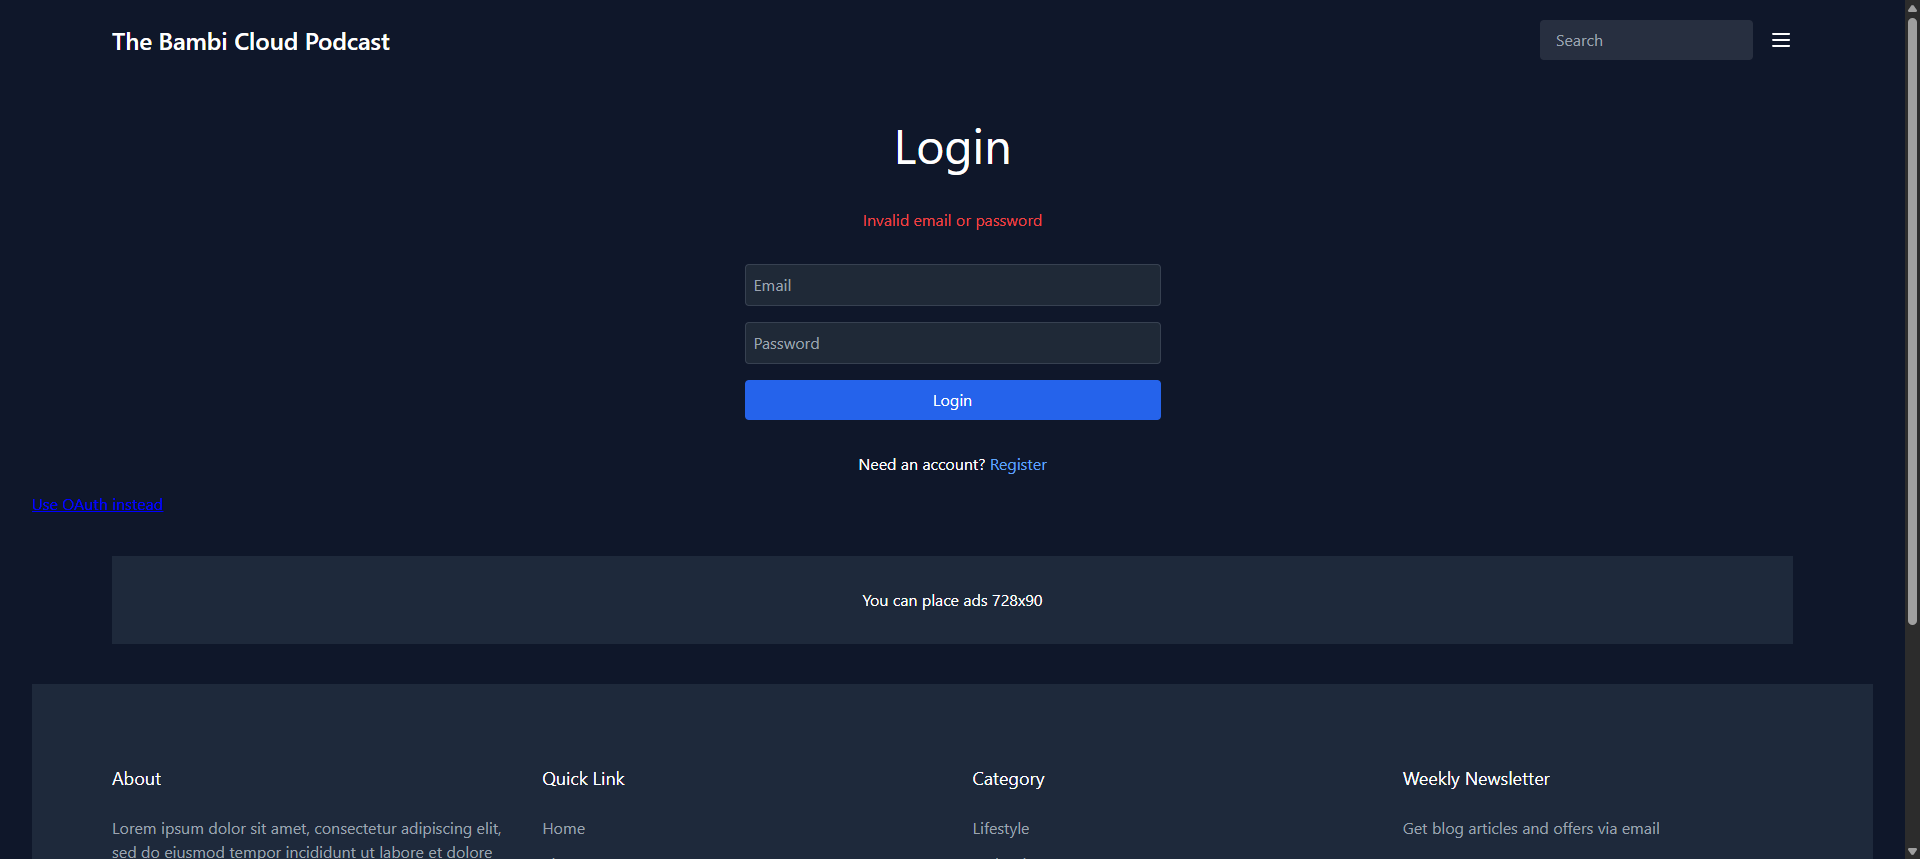 The Bambi Cloud Podcast
Search
Login
Invalid email or password
Email
Password
Login
Need an account? Register
Use OAuth instead
You can place ads 728x90
About
Lorem ipsum dolor sit amet, consectetur adipiscing elit,
sed do eiusmod tempor incididunt ut labore et dolore
Quick Link
Home
Category
Lifestyle
Weekly Newsletter
Get blog articles and offers via email